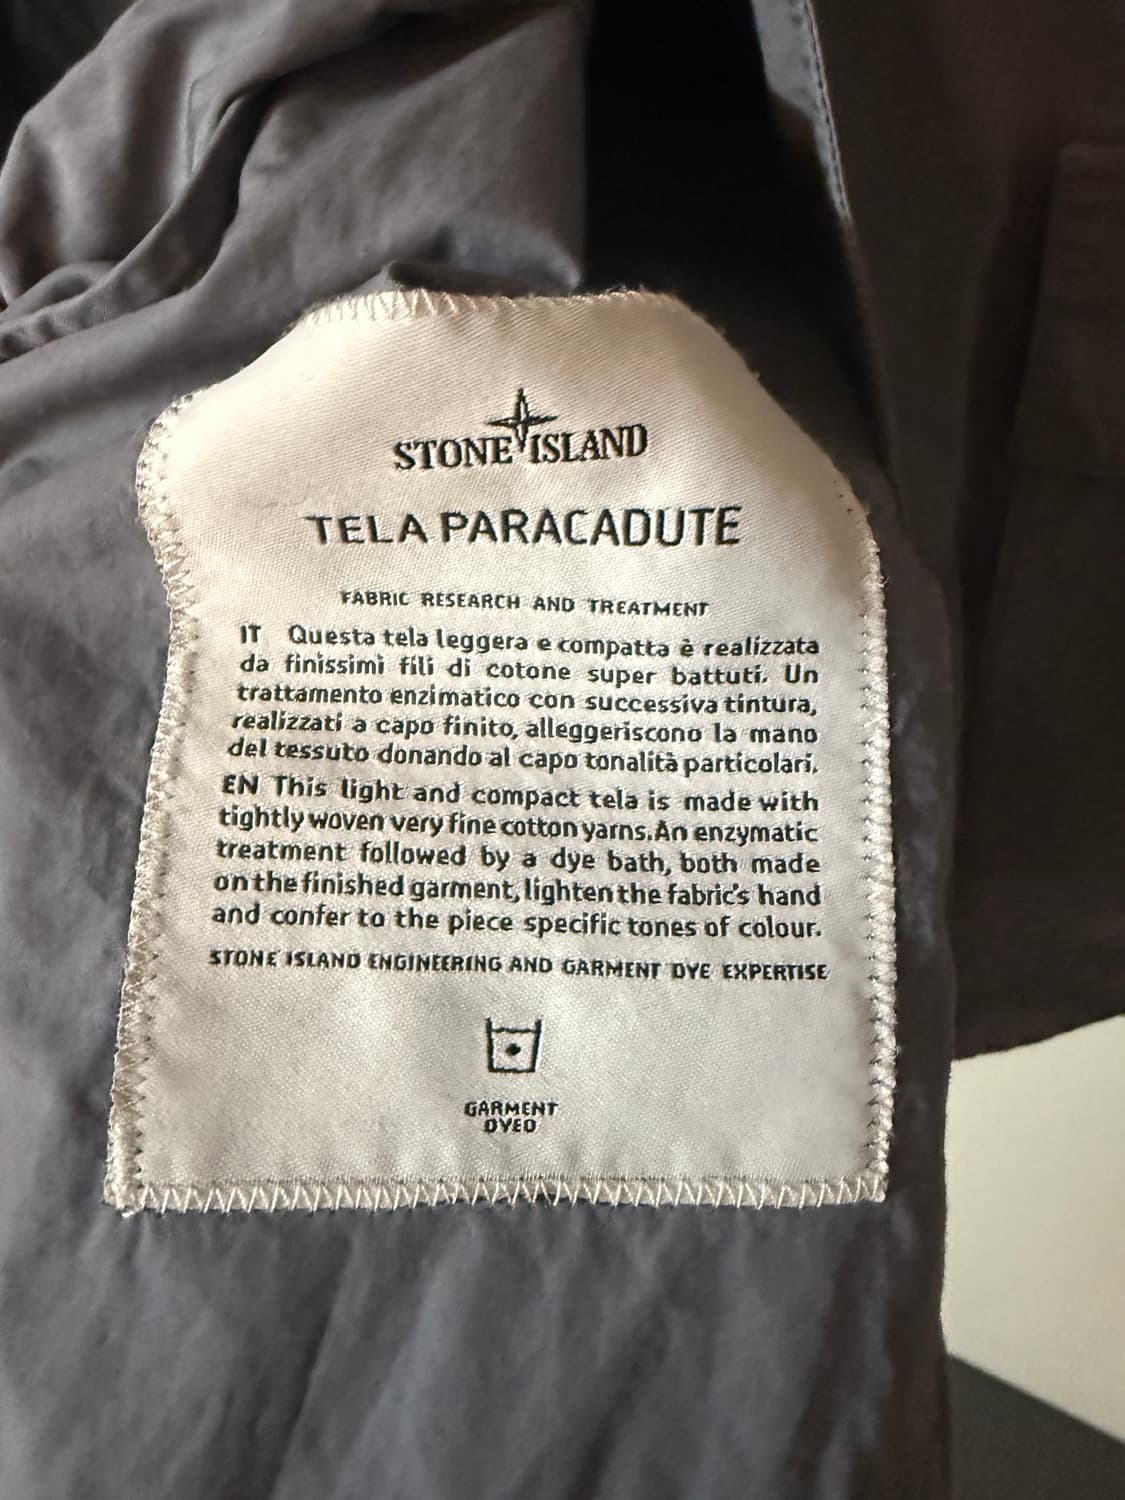 STONE ISLAND
TELA PARACADUTE
FABRIC RESEARCH AND TREATMENT
IT Questa tela leggera e compatta è realizzata
da finissimi fili di cotone super battuti. Un
trattamento enzimatico con successiva tintura,
realizzati a capo finito, alleggeriscono la mano
del tessuto donando al capo tonalità particolari.
EN This light and compact tela is made with
tightly woven very fine cotton yarns. An enzymatic
treatment followed by a dye bath, both made
on the finished garment, lighten the fabric's hand
and confer to the piece specific tones of colour.
STONE ISLAND ENGINEERING AND GARMENT DYE EXPERTISE
GARMENT
DYED